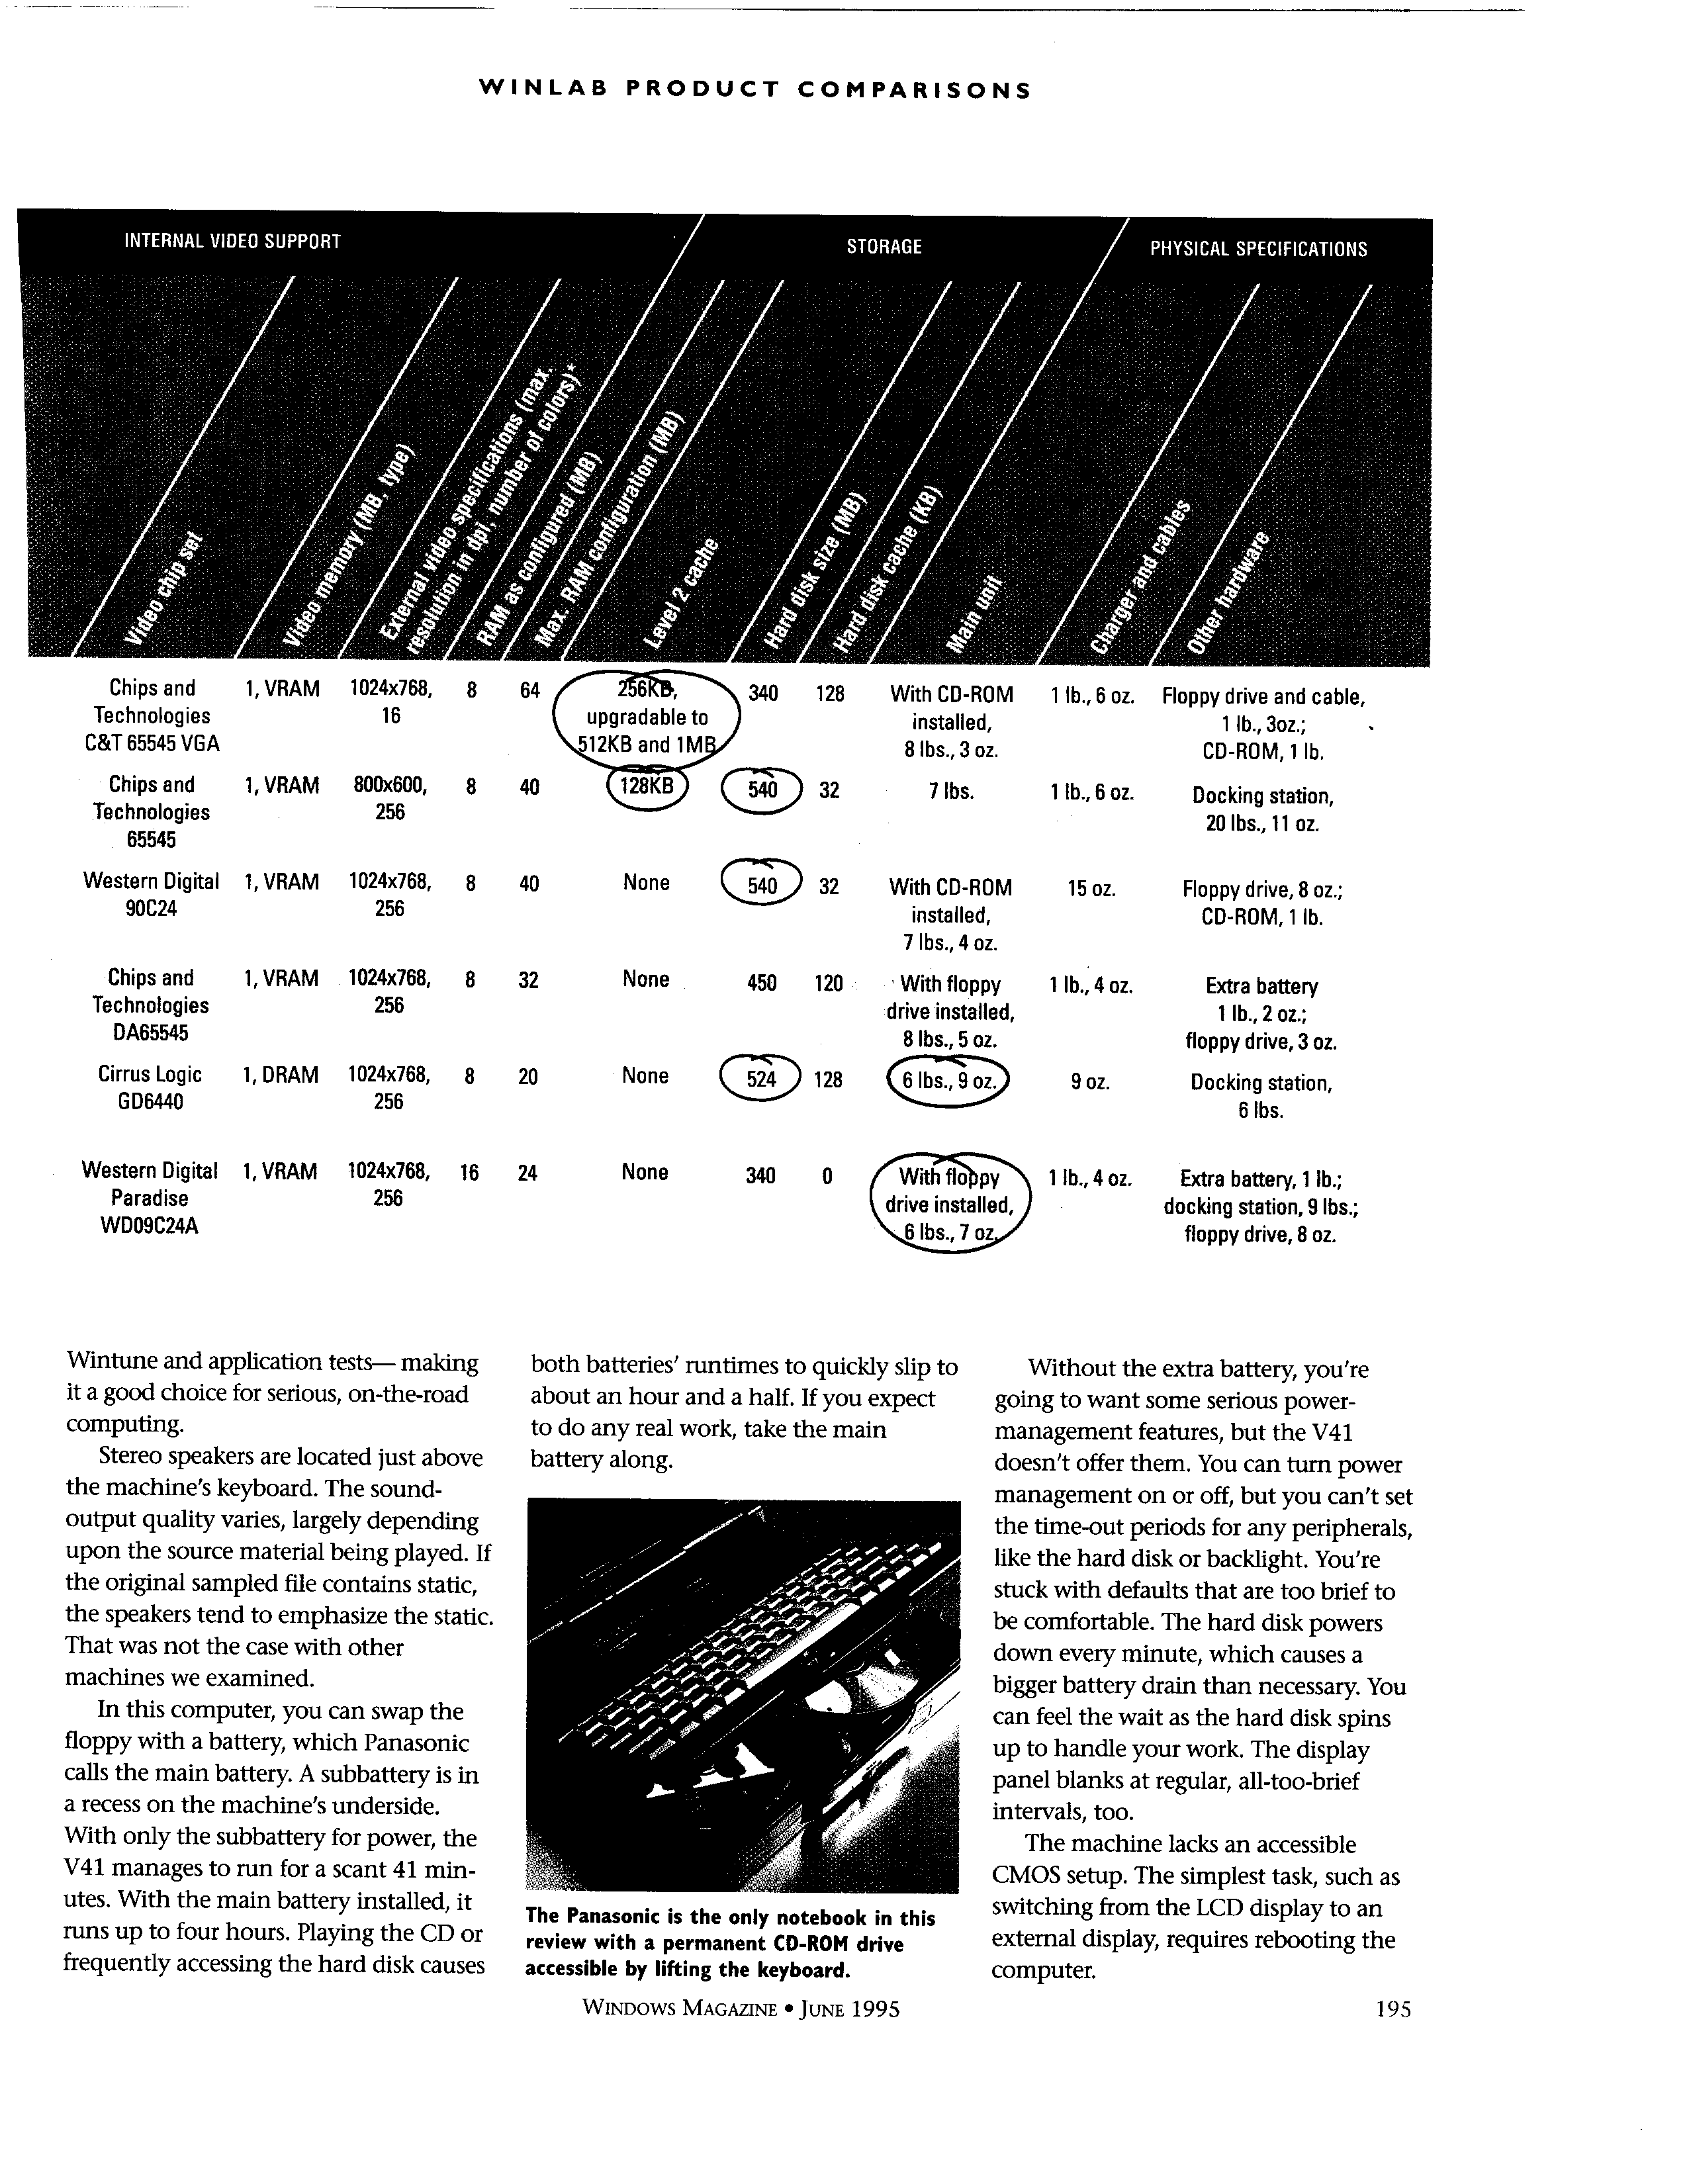 WINLAB PRODUCT COMPARISONS
INTERNAL VIDEO SUPPORT
STORAGE
PHYSICAL SPECIFICATIONS
Video chip set
Video memory (MB, type)
External video specifications (max.
resolution in dpi, number of colors)*
RAM as configured (MB)
Max. RAM configuration (MB)
Level 2 cache
Hard disk size (MB)
Hard disk cache (KB)
Main unit
Charger and cables
Other hardware
Chips and 1, VRAM 1024x768, 8 64 256KB, 340 128 With CD-ROM 1 lb., 6 oz. Floppy drive and cable,
Technologies 16 upgradable to installed, 1 lb., 3oz.;
C&T 65545 VGA 512KB and 1MB 8 lbs., 3 oz. CD-ROM, 1 lb.
Chips and 1, VRAM 800x600, 8 40 128KB 540 32 7 lbs. 1 lb., 6 oz. Docking station,
Technologies 256 20 lbs., 11 oz.
65545
Western Digital 1, VRAM 1024x768, 8 40 None 540 32 With CD-ROM 15 oz. Floppy drive, 8 oz.;
90C24 256 installed, CD-ROM, 1 lb.
7 lbs., 4 oz.
Chips and 1, VRAM 1024x768, 8 32 None 450 120 With floppy 1 lb., 4 oz. Extra battery
Technologies 256 drive installed, 1 lb., 2 oz.;
DA65545 8 lbs., 5 oz. floppy drive, 3 oz.
Cirrus Logic 1, DRAM 1024x768, 8 20 None 524 128 6 lbs., 9 oz. 9 oz. Docking station,
GD6440 256 6 lbs.
Western Digital 1, VRAM 1024x768, 16 24 None 340 0 With floppy 1 lb., 4 oz. Extra battery, 1 lb.;
Paradise 256 drive installed, docking station, 9 lbs.;
WD09C24A 6 lbs., 7 oz. floppy drive, 8 oz.
Wintune and application tests— making
it a good choice for serious, on-the-road
computing.
Stereo speakers are located just above
the machine's keyboard. The sound-
output quality varies, largely depending
upon the source material being played. If
the original sampled file contains static,
the speakers tend to emphasize the static.
That was not the case with other
machines we examined.
In this computer, you can swap the
floppy with a battery, which Panasonic
calls the main battery. A subbattery is in
a recess on the machine's underside.
With only the subbattery for power, the
V41 manages to run for a scant 41 min-
utes. With the main battery installed, it
runs up to four hours. Playing the CD or
frequently accessing the hard disk causes
both batteries' runtimes to quickly slip to
about an hour and a half. If you expect
to do any real work, take the main
battery along.
The Panasonic is the only notebook in this
review with a permanent CD-ROM drive
accessible by lifting the keyboard.
Without the extra battery, you're
going to want some serious power-
management features, but the V41
doesn't offer them. You can turn power
management on or off, but you can't set
the time-out periods for any peripherals,
like the hard disk or backlight. You're
stuck with defaults that are too brief to
be comfortable. The hard disk powers
down every minute, which causes a
bigger battery drain than necessary. You
can feel the wait as the hard disk spins
up to handle your work. The display
panel blanks at regular, all-too-brief
intervals, too.
The machine lacks an accessible
CMOS setup. The simplest task, such as
switching from the LCD display to an
external display, requires rebooting the
computer.
WINDOWS MAGAZINE • JUNE 1995
195